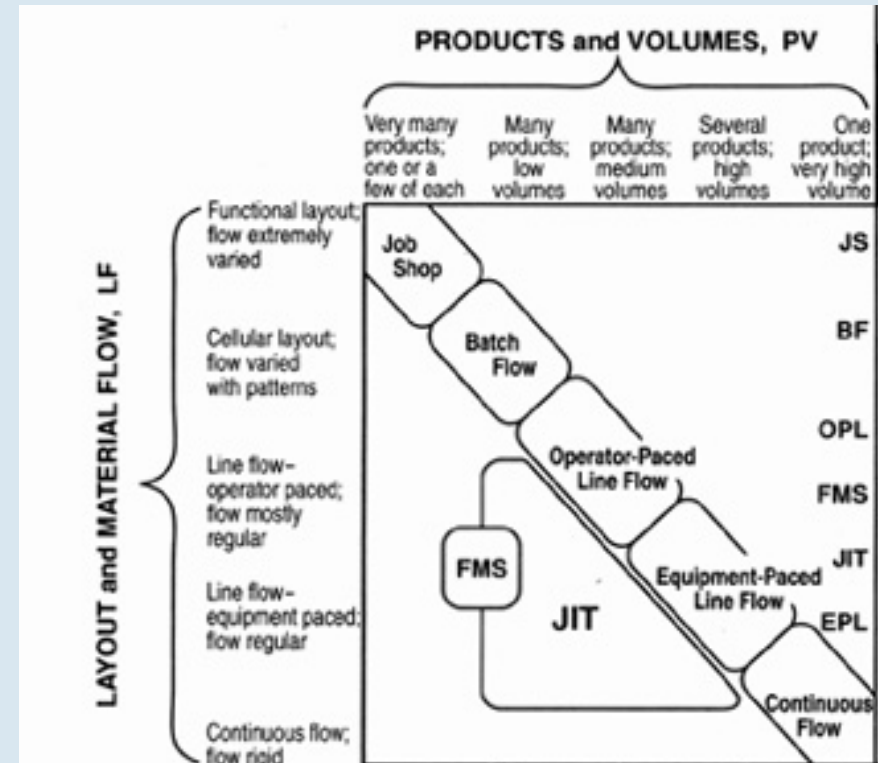 PRODUCTS and VOLUMES, PV
Very many
products;
one or a
few of each
Many
products;
low
volumes
Many
products;
medium
volumes
Several
products;
high
volumes
One
product;
very high
volume
LAYOUT and MATERIAL FLOW, LF
Functional layout;
flow extremely
varied
Cellular layout;
flow varied
with patterns
Line flow–
operator paced;
flow mostly
regular
Line flow–
equipment paced;
flow regular
Continuous flow;
flow rigid
Job
Shop
Batch
Flow
Operator-Paced
Line Flow
Equipment-Paced
Line Flow
Continuous
Flow
FMS
JIT
JS
BF
OPL
FMS
JIT
EPL